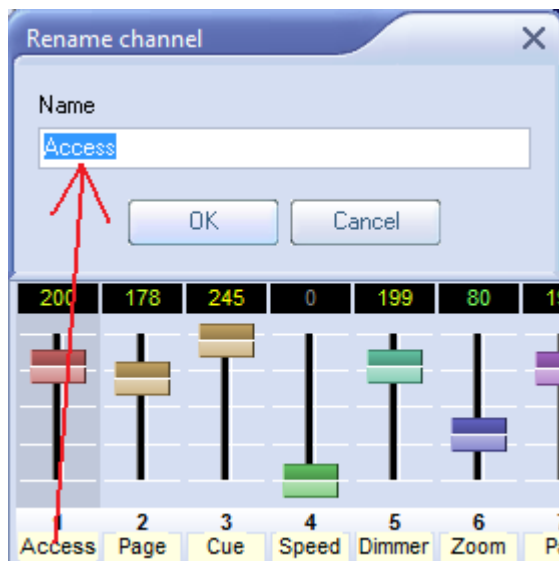 Rename channel
Name
Access
OK Cancel
200 178 245 0 199 80
1 2 3 4 5 6
Access Page Cue Speed Dimmer Zoom